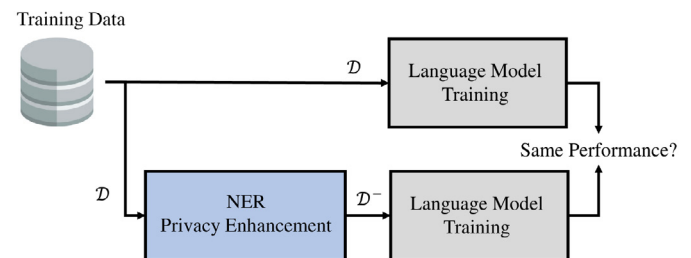 Training Data
𝒟
Language Model
Training
Same Performance?
𝒟
NER
Privacy Enhancement
𝒟⁻
Language Model
Training